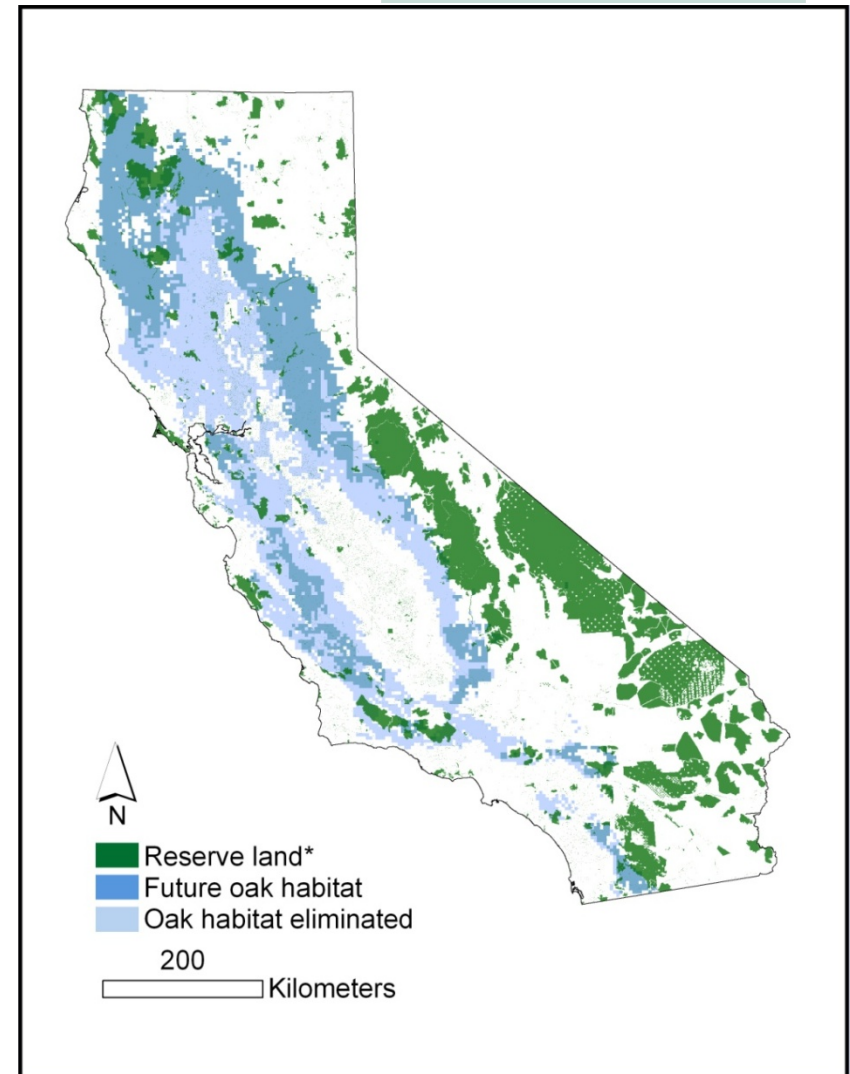 N
Reserve land*
Future oak habitat
Oak habitat eliminated
200
Kilometers